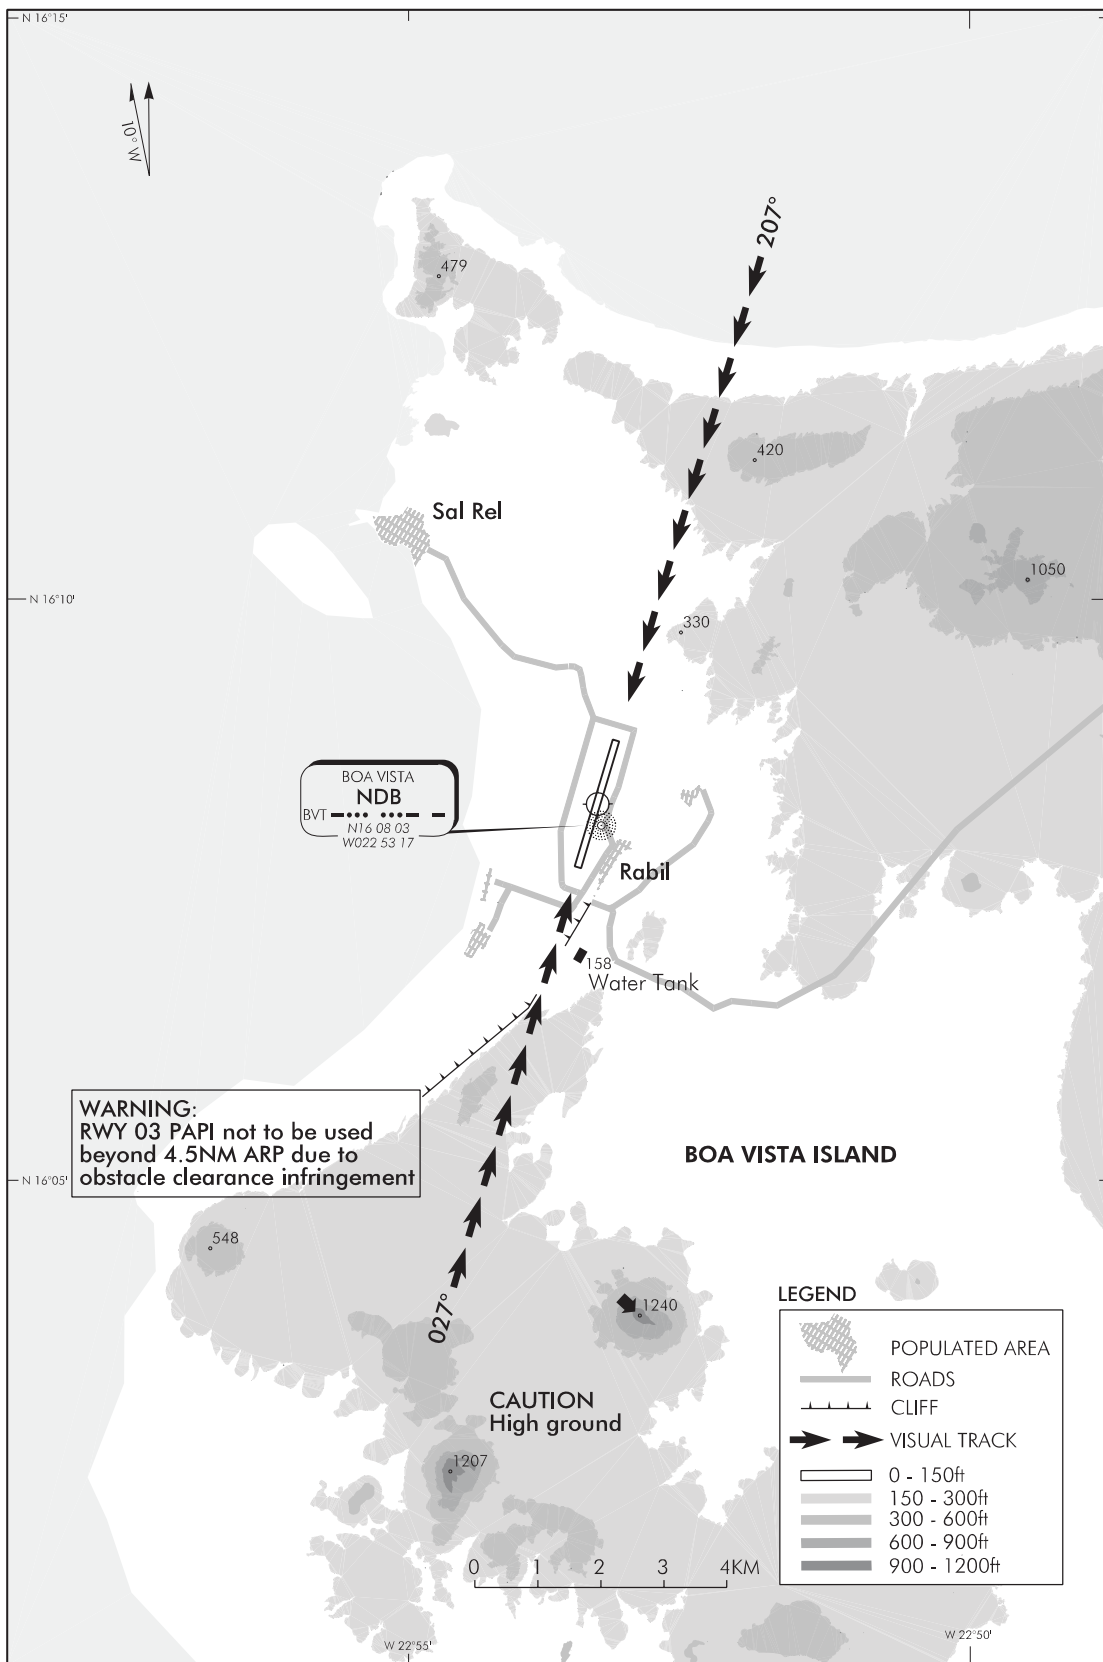 N 16°15'
10° W
207°
479
420
Sal Rel
1050
N 16°10'
330
BOA VISTA
NDB
BVT
N16 08 03
W022 53 17
Rabil
158
Water Tank
WARNING:
RWY 03 PAPI not to be used
beyond 4.5NM ARP due to
obstacle clearance infringement
BOA VISTA ISLAND
N 16°05'
548
027°
1240
CAUTION
High ground
1207
LEGEND
POPULATED AREA
ROADS
CLIFF
VISUAL TRACK
0 - 150ft
150 - 300ft
300 - 600ft
600 - 900ft
900 - 1200ft
0 1 2 3 4KM
W 22°55'
W 22°50'